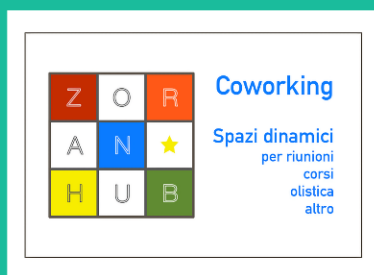 Z O R
A N ★
H U B
Coworking
Spazi dinamici
per riunioni
corsi
olistica
altro